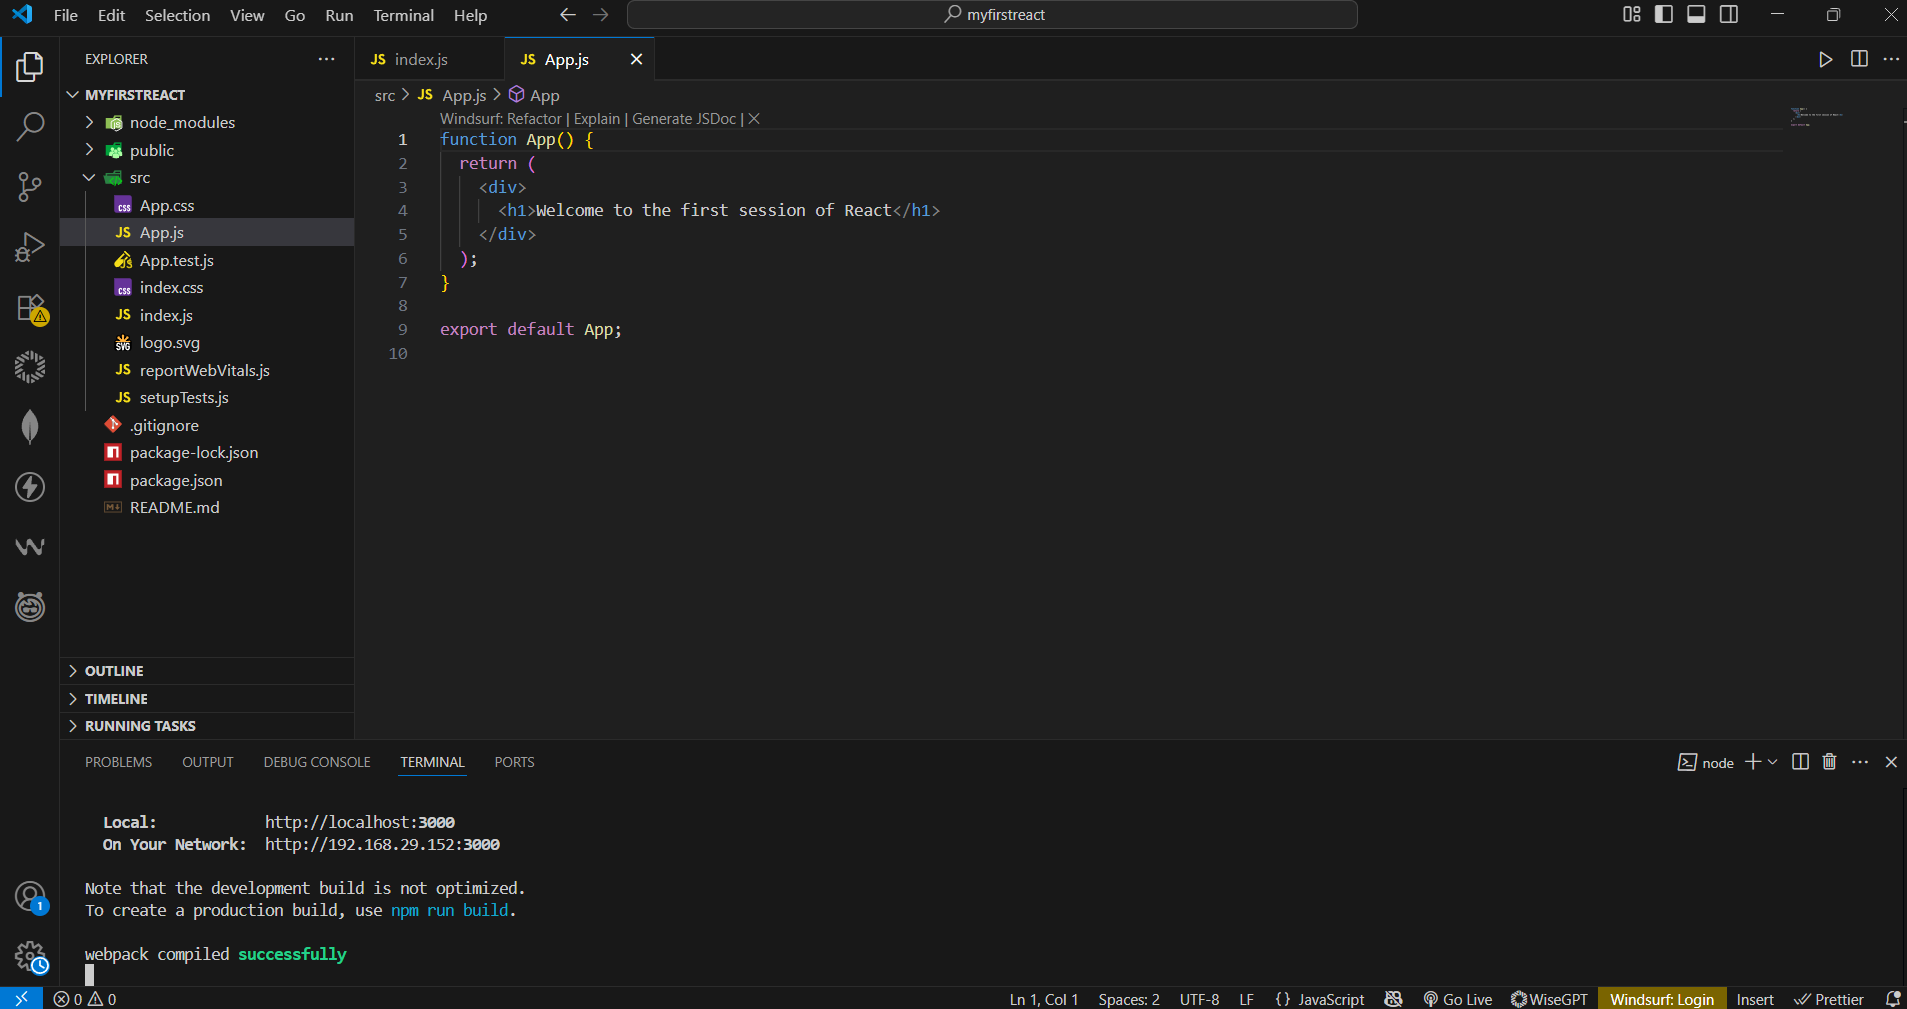 File Edit Selection View Go Run Terminal Help
myfirstreact
EXPLORER
MYFIRSTREACT
node_modules
public
src
App.css
App.js
App.test.js
index.css
index.js
logo.svg
reportWebVitals.js
setupTests.js
.gitignore
package-lock.json
package.json
README.md
OUTLINE
TIMELINE
RUNNING TASKS
JS index.js JS App.js
src > JS App.js > App
Windsurf: Refactor | Explain | Generate JSDoc | X
1 function App() {
2 return (
3 <div>
4 <h1>Welcome to the first session of React</h1>
5 </div>
6 );
7 }
8
9 export default App;
10
PROBLEMS OUTPUT DEBUG CONSOLE TERMINAL PORTS
node
Local: http://localhost:3000
On Your Network: http://192.168.29.152:3000
Note that the development build is not optimized.
To create a production build, use npm run build.
webpack compiled successfully
1
0 0 Ln 1, Col 1 Spaces: 2 UTF-8 LF {} JavaScript Go Live WiseGPT Windsurf: Login Insert Prettier